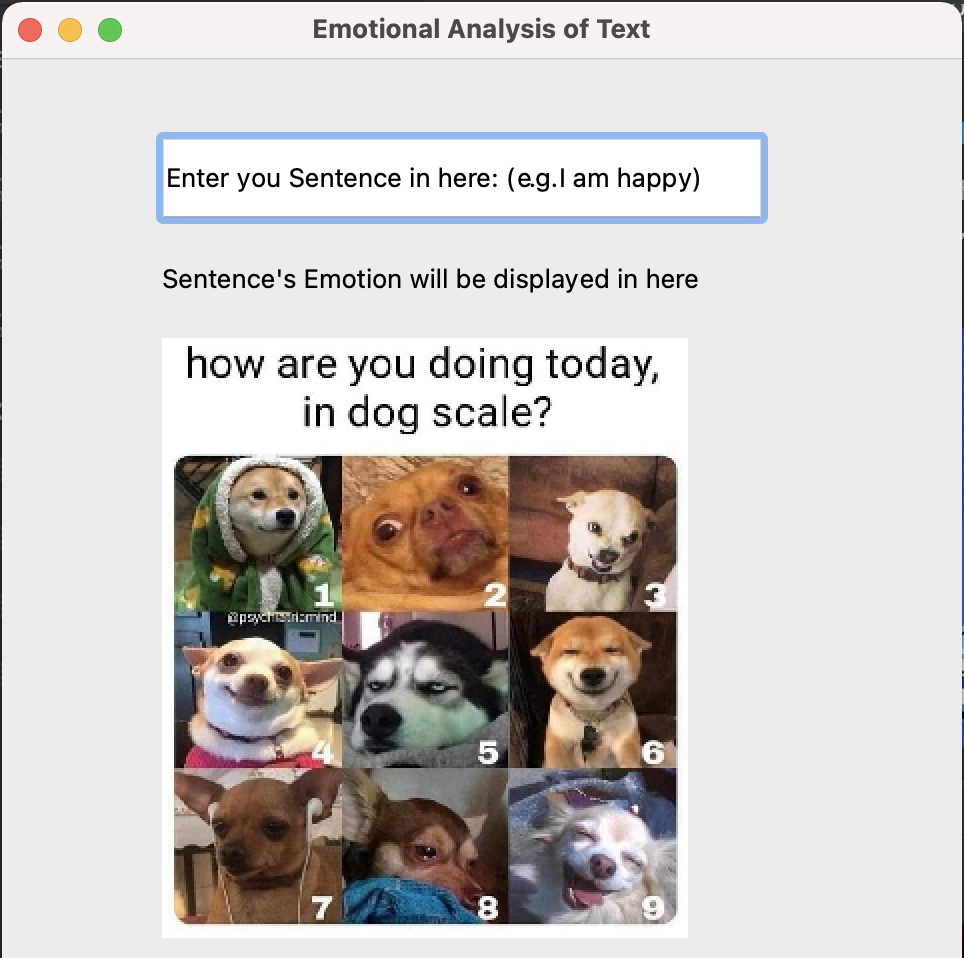 Emotional Analysis of Text
Enter you Sentence in here: (e.g.I am happy)
Sentence's Emotion will be displayed in here
how are you doing today,
in dog scale?
1
2
3
@psychiatricmind
4
5
6
7
8
9